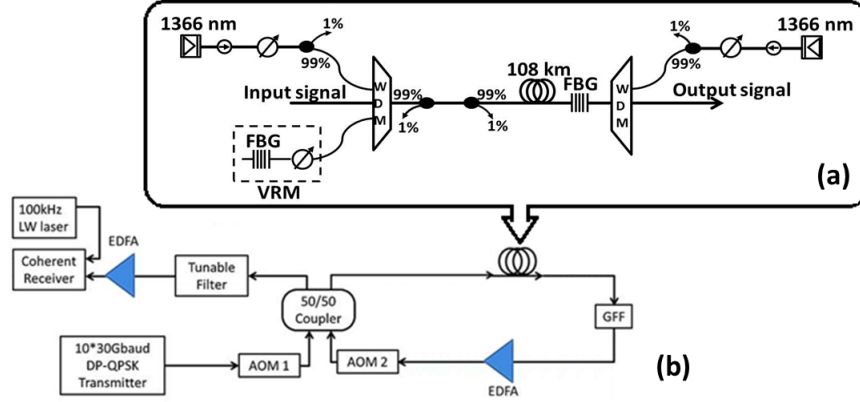 1366 nm
1%
99%
Input signal
W
D
M
99%
1%
99%
1%
108 km
FBG
W
D
M
1%
99%
1366 nm
Output signal
FBG
VRM
(a)
100kHz
LW laser
Coherent
Receiver
EDFA
Tunable
Filter
50/50
Coupler
10*30Gbaud
DP-QPSK
Transmitter
AOM 1
AOM 2
EDFA
GFF
(b)